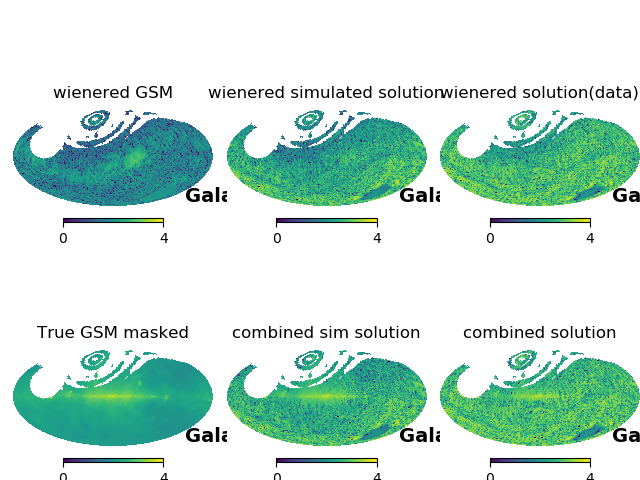 wienered GSM
wienered simulated solution
wienered solution(data)
Gala
Gala
Ga
0 4
0 4
0 4
True GSM masked
combined sim solution
combined solution
Gala
Gala
Ga
0 4
0 4
0 4